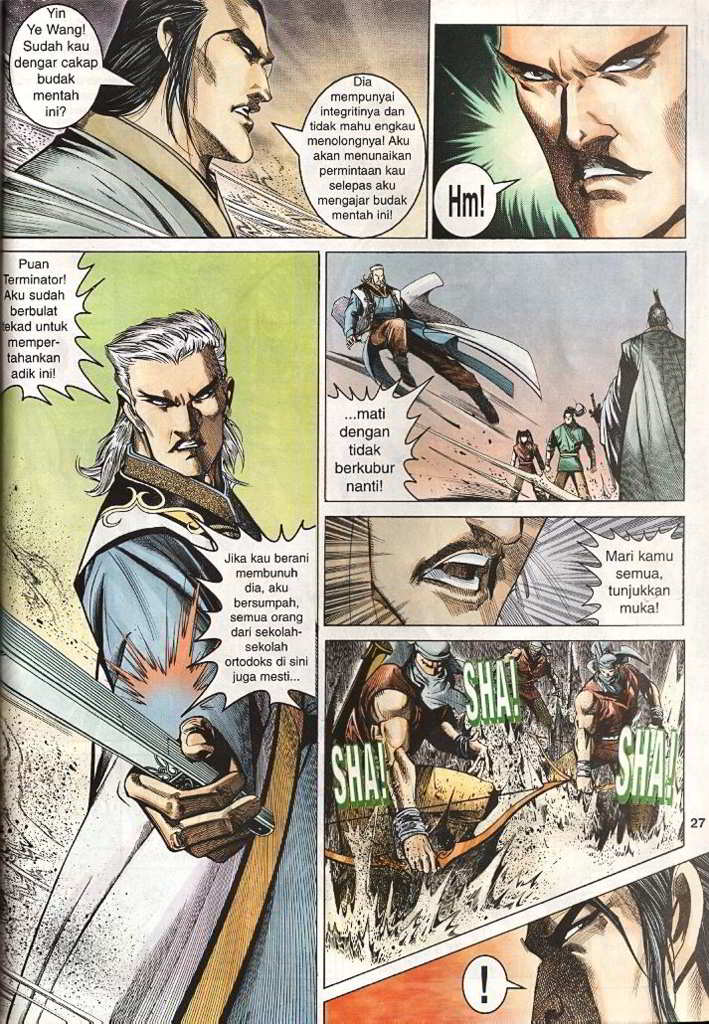 Yin
Ye Wang!
Sudah kau
dengar cakap
budak
mentah
ini?
Dia
mempunyai
integritinya dan
tidak mahu engkau
menolongnya! Aku
akan menunaikan
permintaan kau
selepas aku
mengajar budak
mentah ini!
Hm!
Puan
Terminator!
Aku sudah
berbulat
tekad untuk
memper-
tahankan
adik ini!
Jika kau berani
membunuh
dia, aku
bersumpah,
semua orang
dari sekolah-
sekolah
ortodoks di sini
juga mesti...
...mati
dengan
tidak
berkubur
nanti!
Mari kamu
semua,
tunjukkan
muka!
SHA!
SHA!
SHA!
27
!